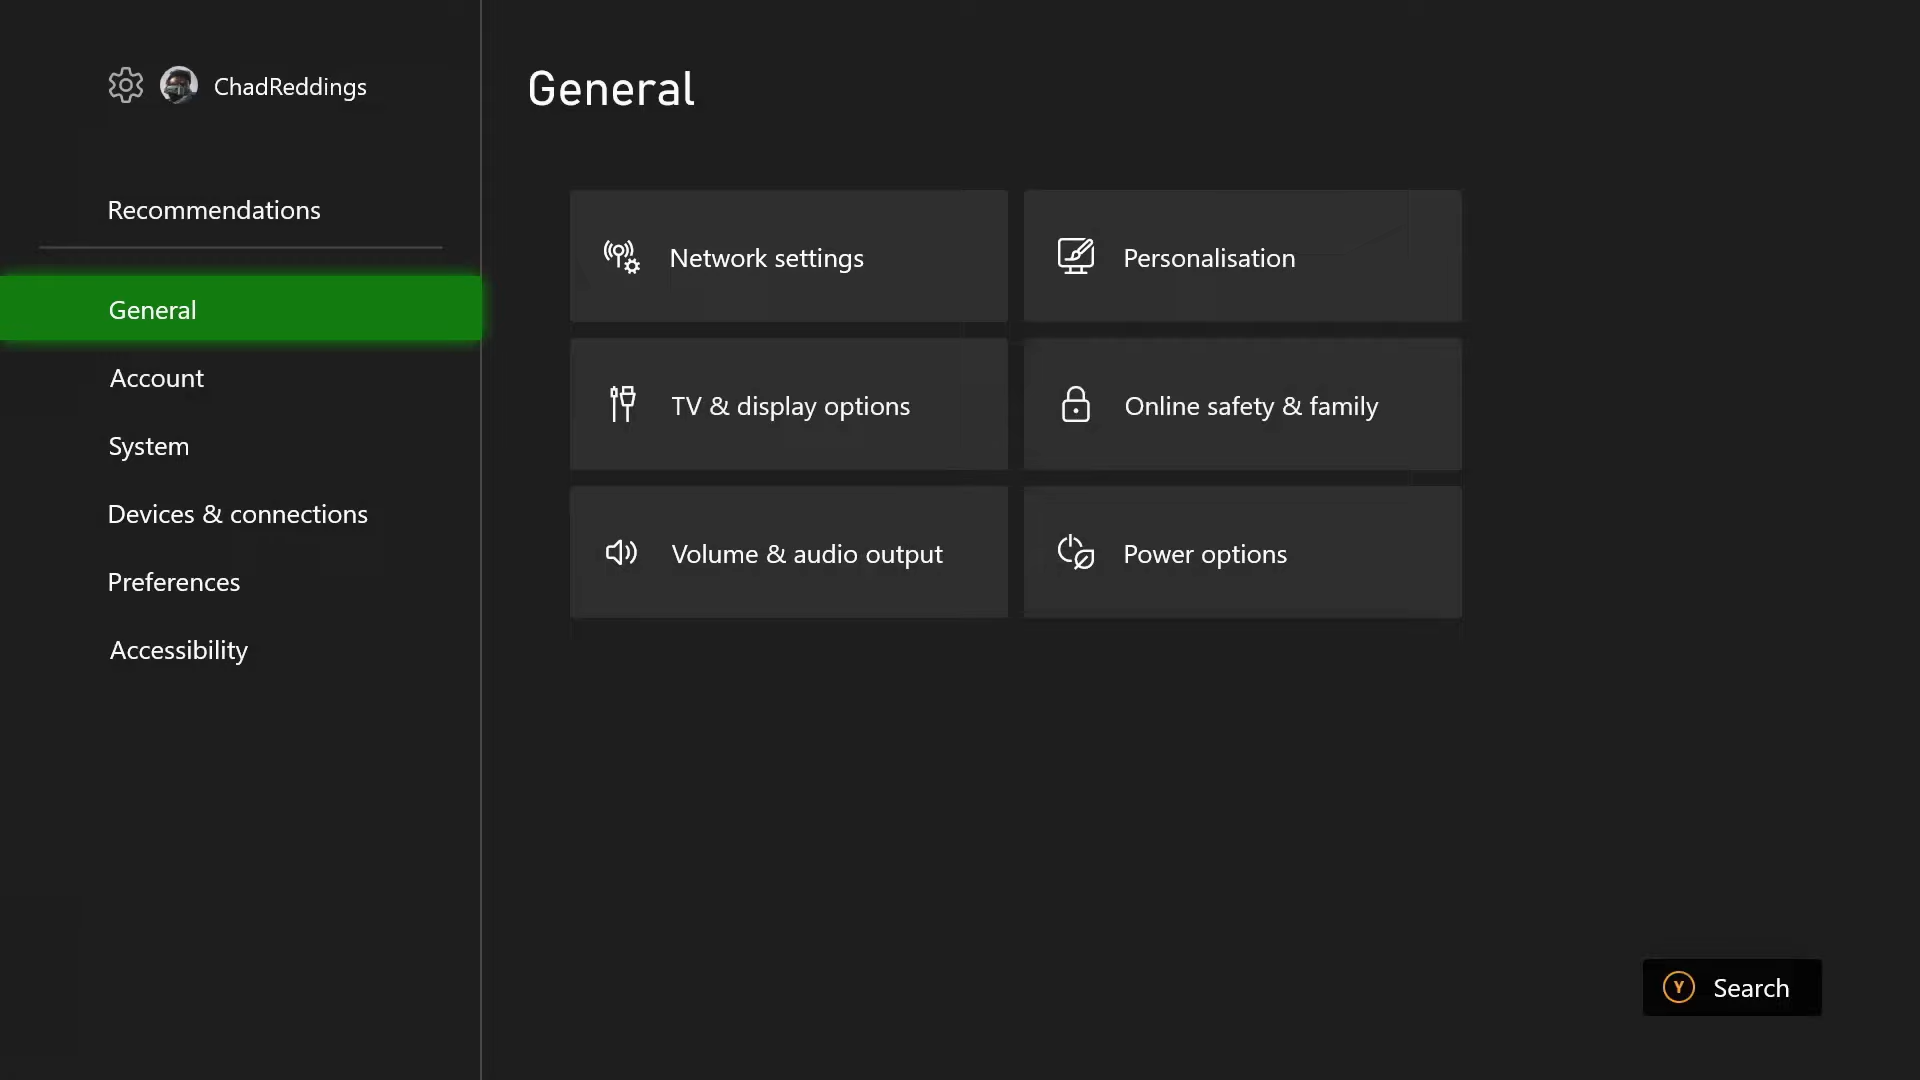 ChadReddings
Recommendations
General
Account
System
Devices & connections
Preferences
Accessibility
General
Network settings
Personalisation
TV & display options
Online safety & family
Volume & audio output
Power options
Y Search